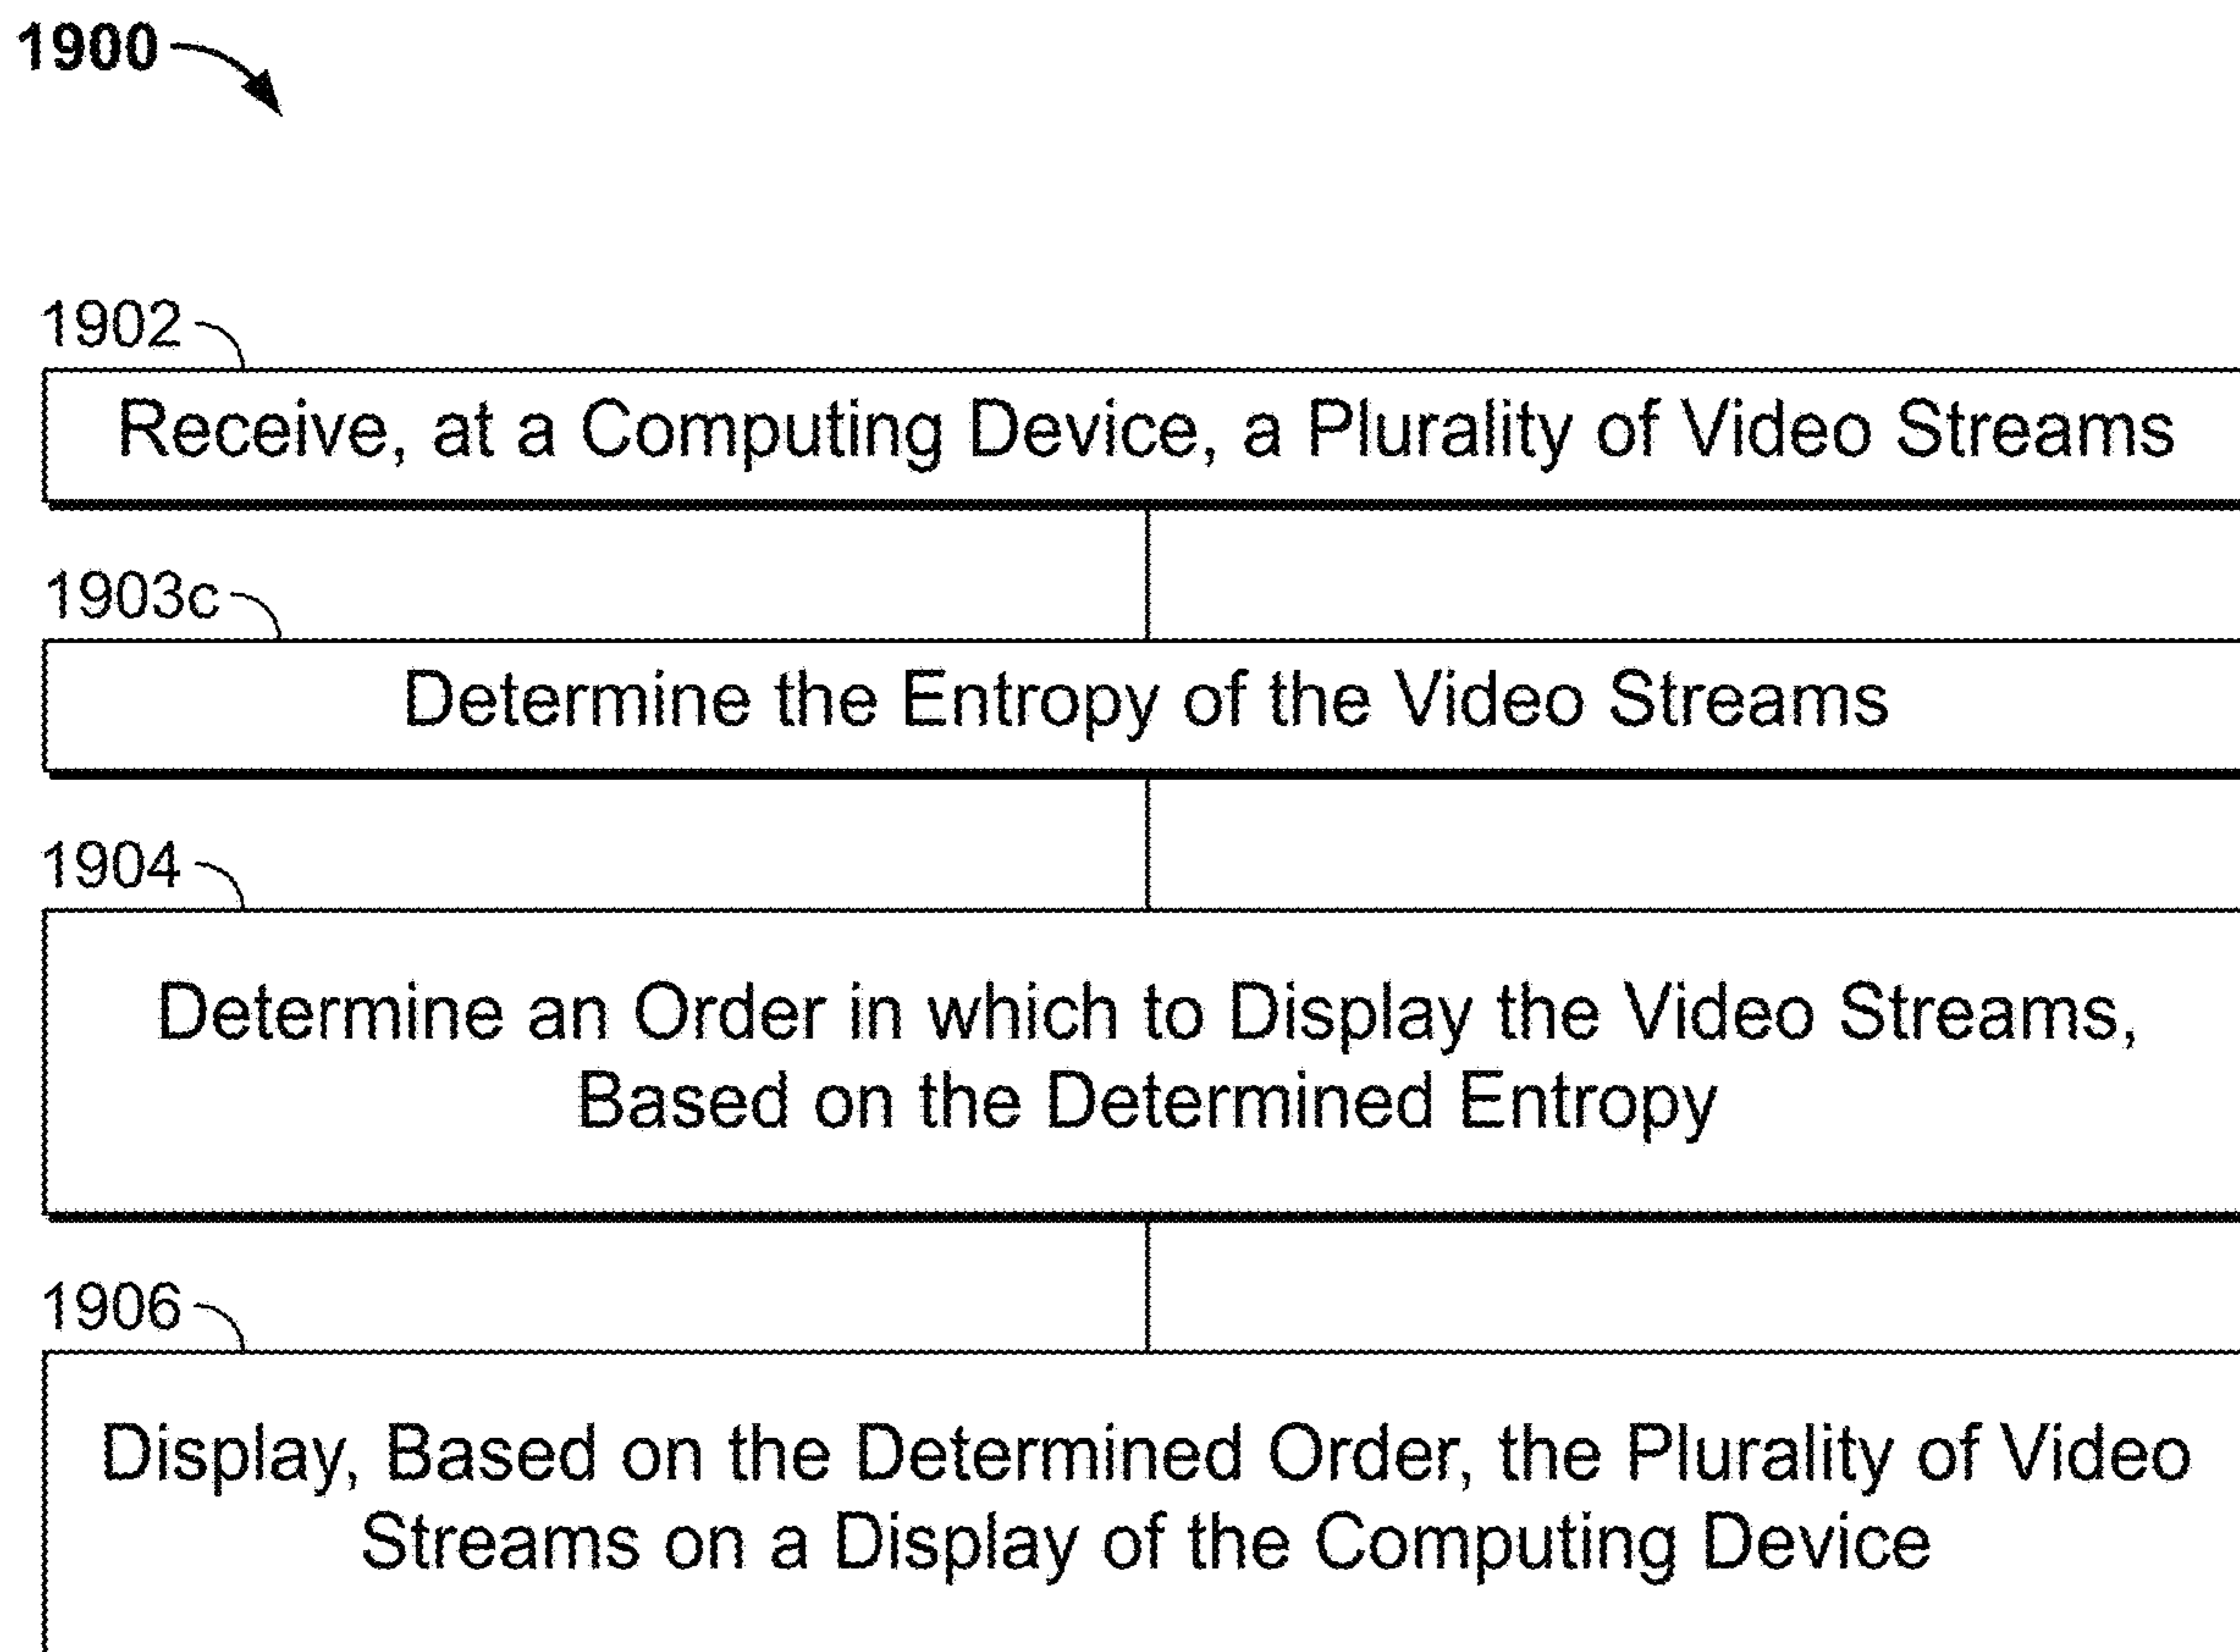 1900
1902
Receive, at a Computing Device, a Plurality of Video Streams
1903c
Determine the Entropy of the Video Streams
1904
Determine an Order in which to Display the Video Streams,
Based on the Determined Entropy
1906
Display, Based on the Determined Order, the Plurality of Video
Streams on a Display of the Computing Device